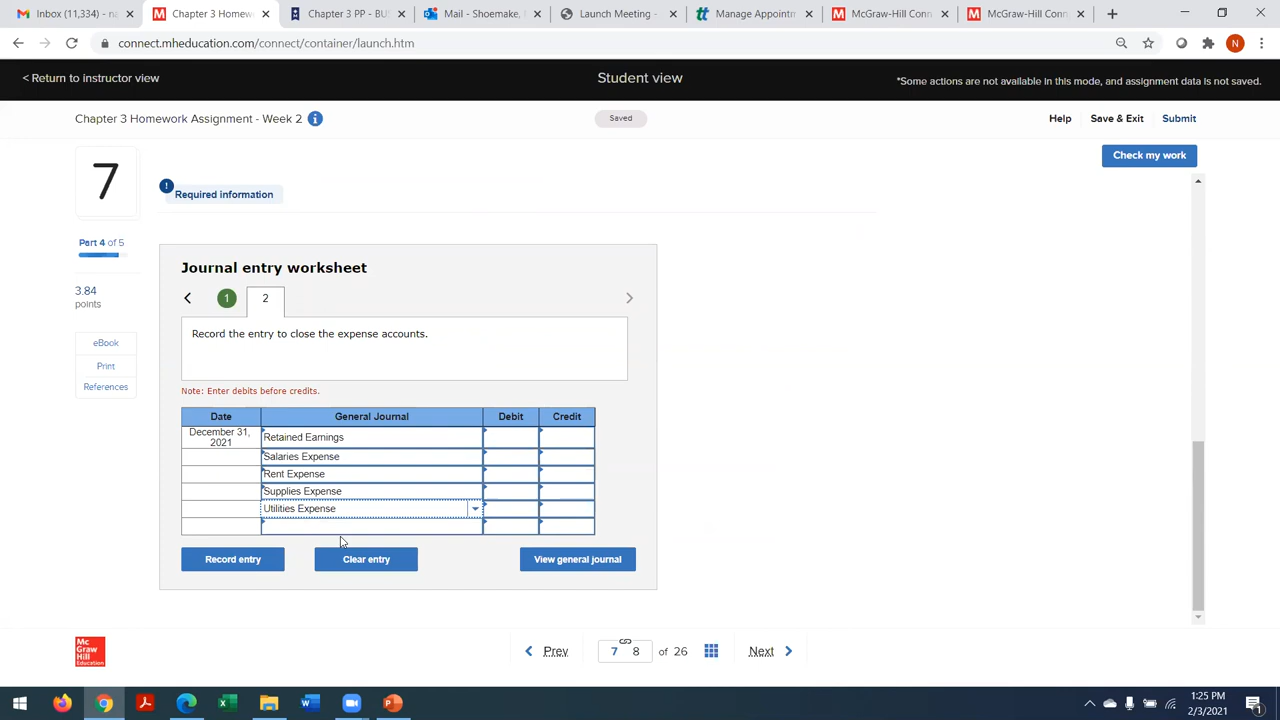 Inbox (11,334) - na
Chapter 3 Homew
Chapter 3 PP - BU
Mail - Shoemake,
Launch Meeting -
Manage Appointm
McGraw-Hill Conn
McGraw-Hill Conn
connect.mheducation.com/connect/container/launch.htm
N
< Return to instructor view
Student view
*Some actions are not available in this mode, and assignment data is not saved.
Chapter 3 Homework Assignment - Week 2
i
Saved
Help
Save & Exit
Submit
Check my work
7
!
Required information
Part 4 of 5
3.84
points
eBook
Print
References
Journal entry worksheet
1
2
Record the entry to close the expense accounts.
Note: Enter debits before credits.
Date General Journal Debit Credit
December 31, 2021 Retained Earnings
Salaries Expense
Rent Expense
Supplies Expense
Utilities Expense
Record entry
Clear entry
View general journal
Mc
Graw
Hill
Education
Prev
7 8 of 26
Next
1:25 PM
2/3/2021
1